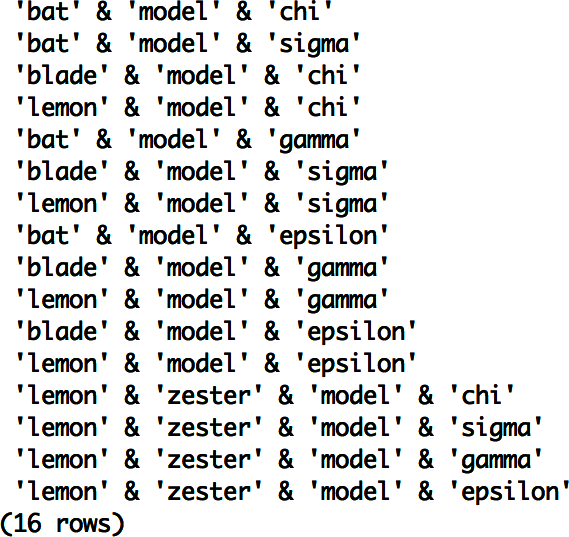 'bat' & 'model' & 'chi'
'bat' & 'model' & 'sigma'
'blade' & 'model' & 'chi'
'lemon' & 'model' & 'chi'
'bat' & 'model' & 'gamma'
'blade' & 'model' & 'sigma'
'lemon' & 'model' & 'sigma'
'bat' & 'model' & 'epsilon'
'blade' & 'model' & 'gamma'
'lemon' & 'model' & 'gamma'
'blade' & 'model' & 'epsilon'
'lemon' & 'model' & 'epsilon'
'lemon' & 'zester' & 'model' & 'chi'
'lemon' & 'zester' & 'model' & 'sigma'
'lemon' & 'zester' & 'model' & 'gamma'
'lemon' & 'zester' & 'model' & 'epsilon'
(16 rows)